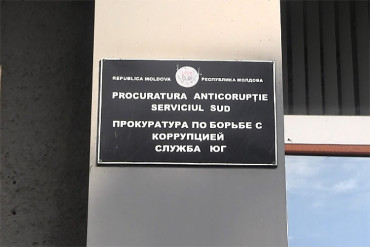 REPUBLICA MOLDOVA РЕСПУБЛИКА МОЛДОВА
PROCURATURA ANTICORUPȚIE
SERVICIUL SUD
ПРОКУРАТУРА ПО БОРЬБЕ С
КОРРУПЦИЕЙ
СЛУЖБА ЮГ